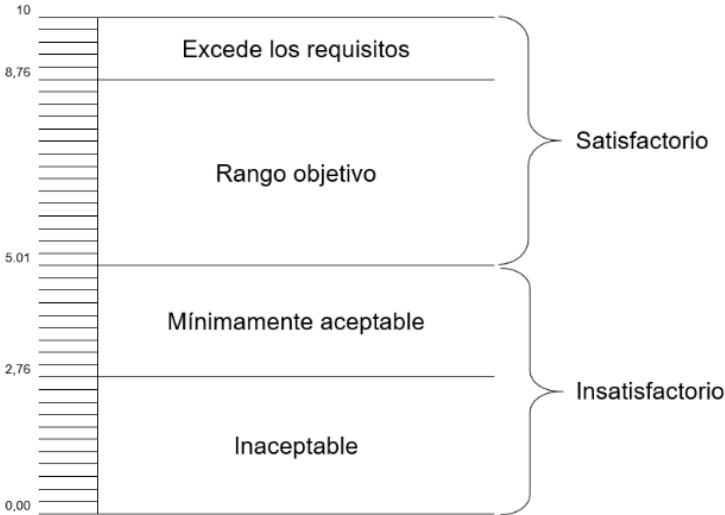 10
Excede los requisitos
8,76
Satisfactorio
Rango objetivo
5.01
Mínimamente aceptable
2,76
Insatisfactorio
Inaceptable
0,00